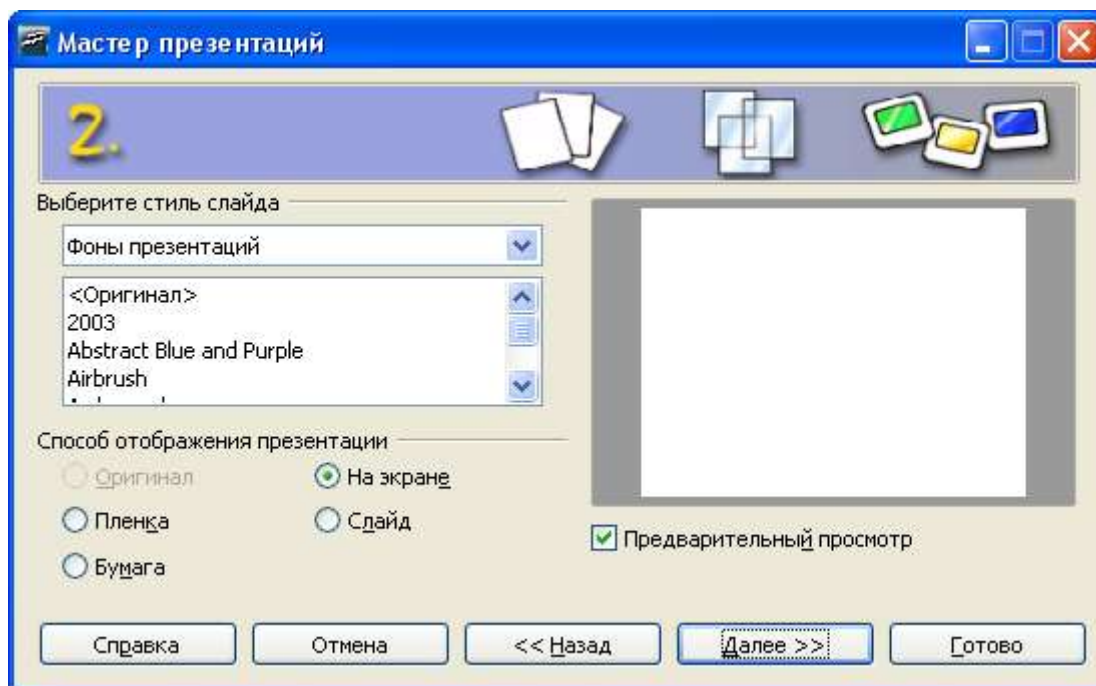 Мастер презентаций
2.
Выберите стиль слайда
Фоны презентаций
<Оригинал>
2003
Abstract Blue and Purple
Airbrush
Способ отображения презентации
Оригинал
На экране
Пленка
Слайд
Бумага
Предварительный просмотр
Справка
Отмена
<< Назад
Далее >>
Готово